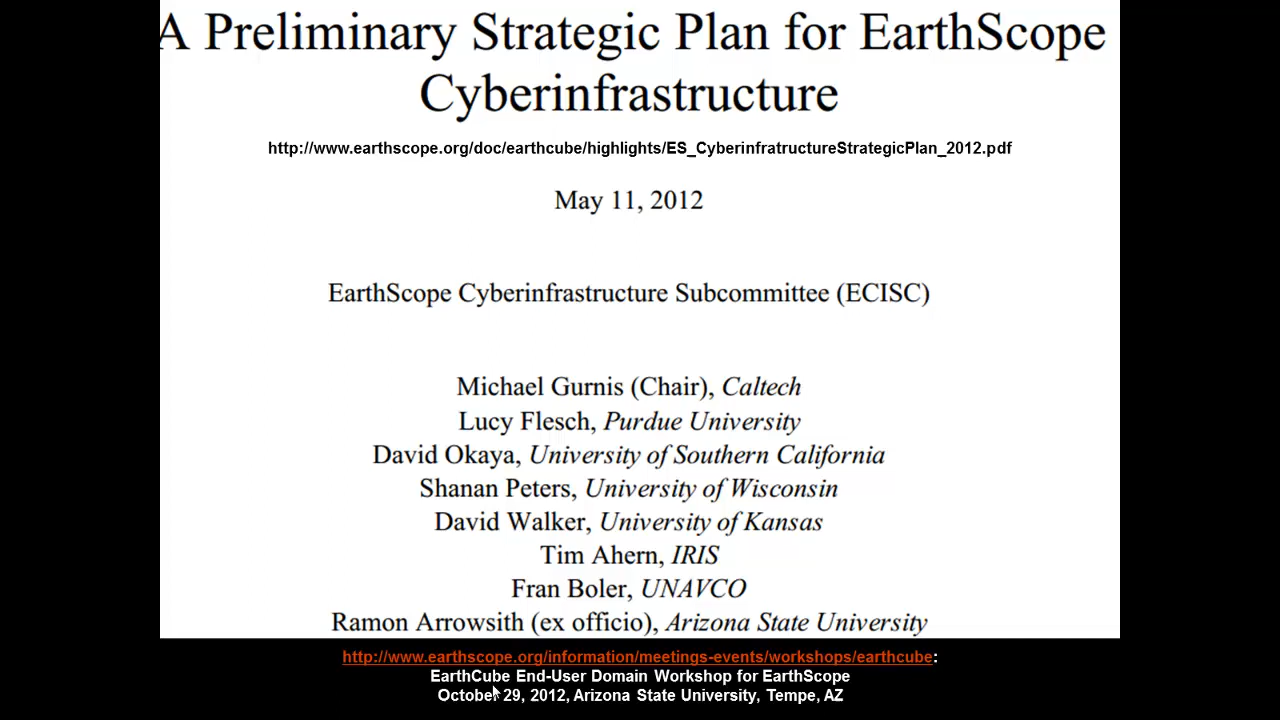 A Preliminary Strategic Plan for EarthScope
Cyberinfrastructure
http://www.earthscope.org/doc/earthcube/highlights/ES_CyberinfratructureStrategicPlan_2012.pdf
May 11, 2012
EarthScope Cyberinfrastructure Subcommittee (ECISC)
Michael Gurnis (Chair), Caltech
Lucy Flesch, Purdue University
David Okaya, University of Southern California
Shanan Peters, University of Wisconsin
David Walker, University of Kansas
Tim Ahern, IRIS
Fran Boler, UNAVCO
Ramon Arrowsith (ex officio), Arizona State University
http://www.earthscope.org/information/meetings-events/workshops/earthcube:
EarthCube End-User Domain Workshop for EarthScope
October 29, 2012, Arizona State University, Tempe, AZ